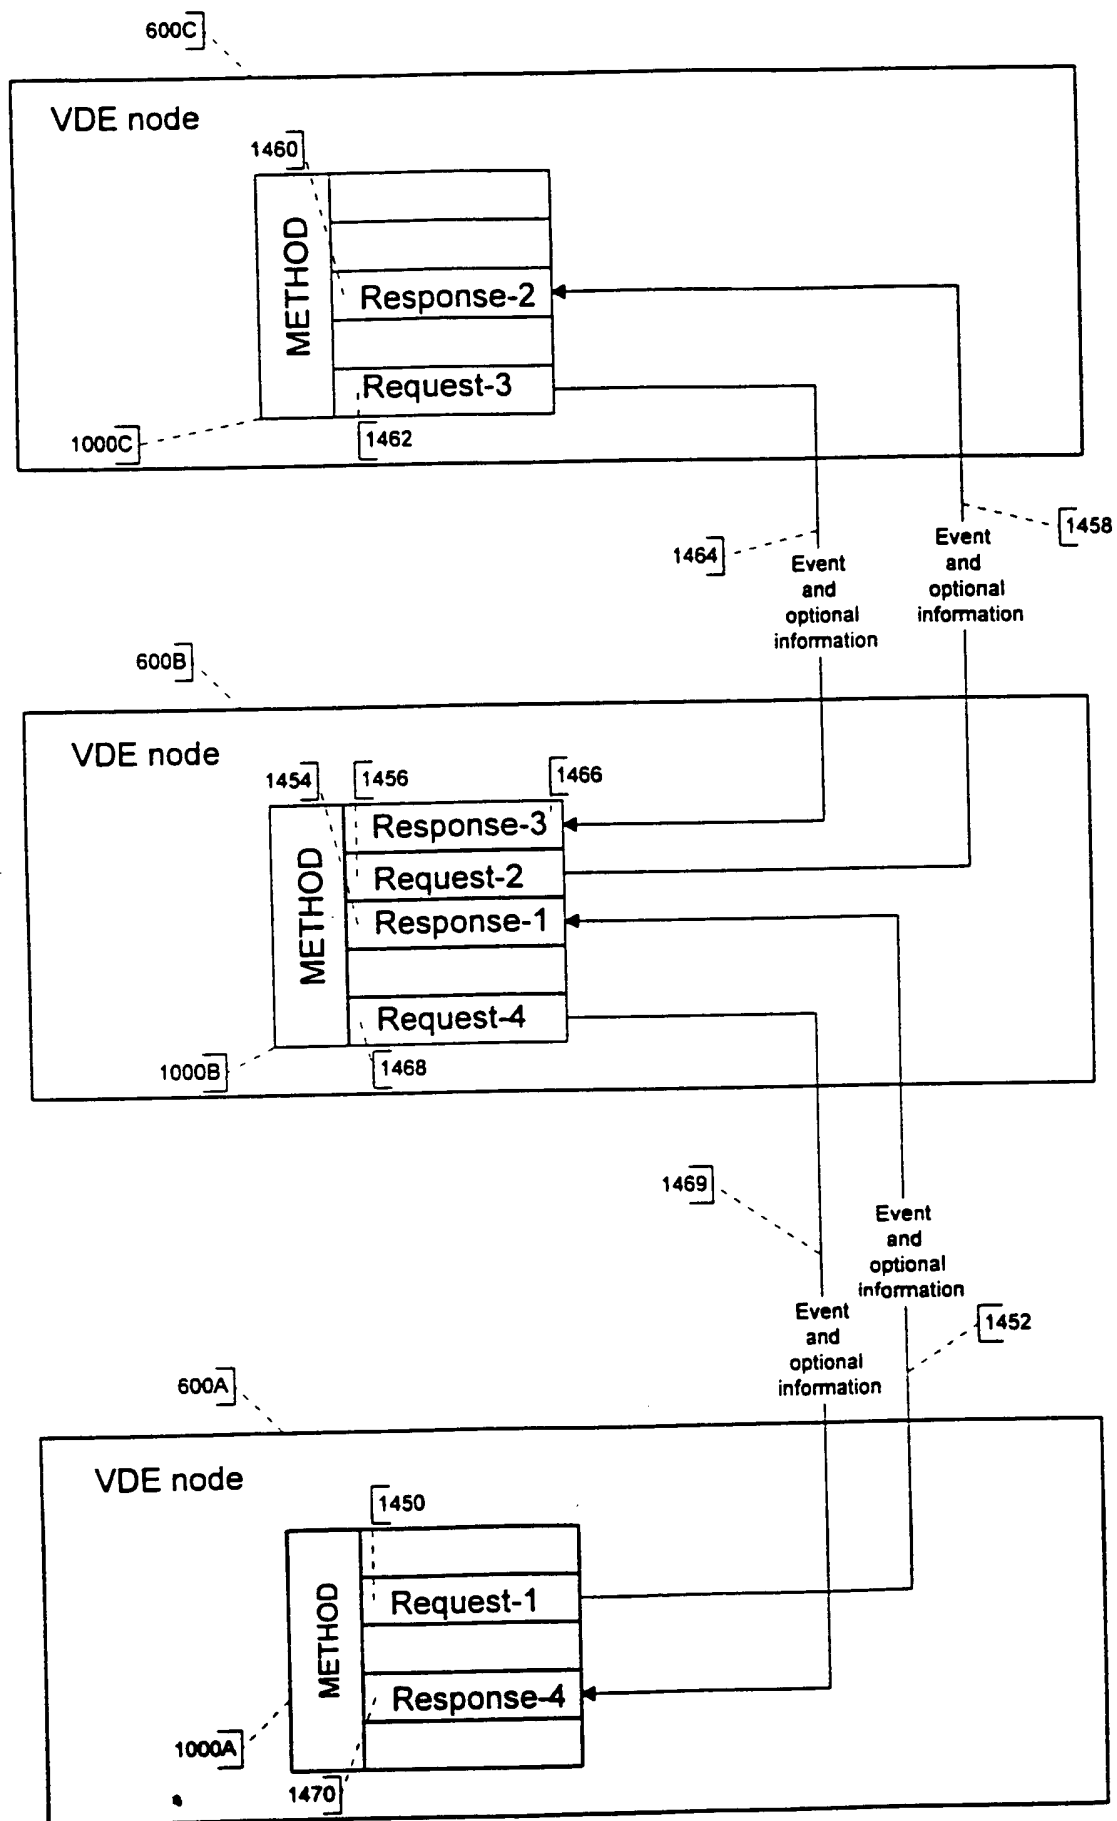 600C
VDE node
1460
METHOD
Response-2
Request-3
1000C
1462
1464
1458
Event
and
optional
information
Event
and
optional
information
600B
VDE node
1454
1456
1466
METHOD
Response-3
Request-2
Response-1
Request-4
1000B
1468
1469
Event
and
optional
information
Event
and
optional
information
1452
600A
VDE node
1450
METHOD
Request-1
Response-4
1000A
1470